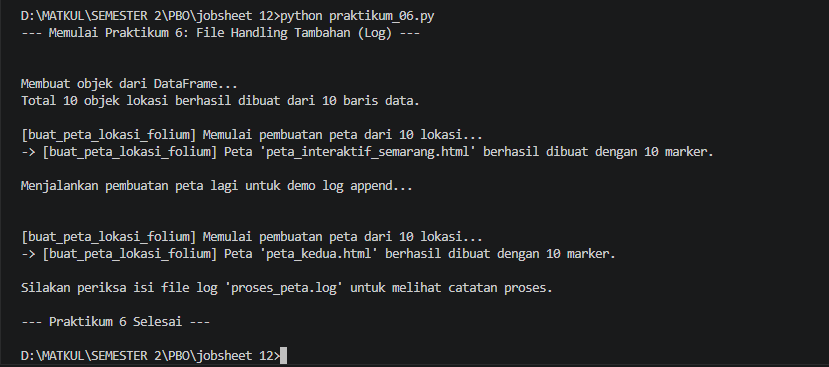 D:\MATKUL\SEMESTER 2\PBO\jobsheet 12>python praktikum_06.py
--- Memulai Praktikum 6: File Handling Tambahan (Log) ---
Membuat objek dari DataFrame...
Total 10 objek lokasi berhasil dibuat dari 10 baris data.
[buat_peta_lokasi_folium] Memulai pembuatan peta dari 10 lokasi...
-> [buat_peta_lokasi_folium] Peta 'peta_interaktif_semarang.html' berhasil dibuat dengan 10 marker.
Menjalankan pembuatan peta lagi untuk demo log append...
[buat_peta_lokasi_folium] Memulai pembuatan peta dari 10 lokasi...
-> [buat_peta_lokasi_folium] Peta 'peta_kedua.html' berhasil dibuat dengan 10 marker.
Silakan periksa isi file log 'proses_peta.log' untuk melihat catatan proses.
--- Praktikum 6 Selesai ---
D:\MATKUL\SEMESTER 2\PBO\jobsheet 12>